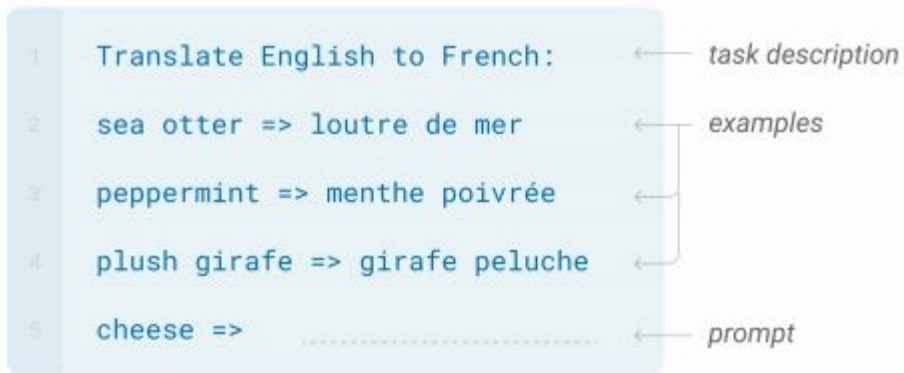 1 Translate English to French: task description
2 sea otter => loutre de mer examples
3 peppermint => menthe poivrée
4 plush girafe => girafe peluche
5 cheese => prompt